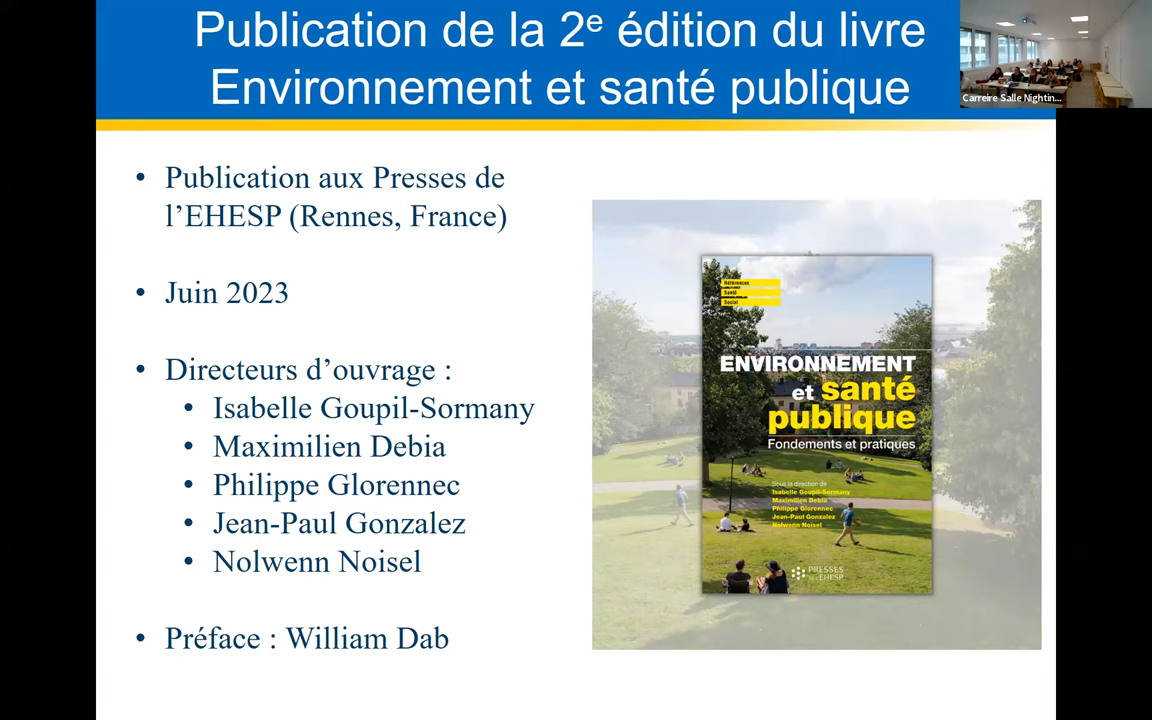 Publication de la 2e édition du livre
Environnement et santé publique
Carreire Salle Nightin...
• Publication aux Presses de
l’EHESP (Rennes, France)
• Juin 2023
• Directeurs d’ouvrage :
• Isabelle Goupil-Sormany
• Maximilien Debia
• Philippe Glorennec
• Jean-Paul Gonzalez
• Nolwenn Noisel
• Préface : William Dab
Références
Santé
Social
ENVIRONNEMENT
et santé
publique
Fondements et pratiques
Sous la direction de
Isabelle Goupil-Sormany
Maximilien Debia
Philippe Glorennec
Jean-Paul Gonzalez
Nolwenn Noisel
PRESSES
DE L'EHESP